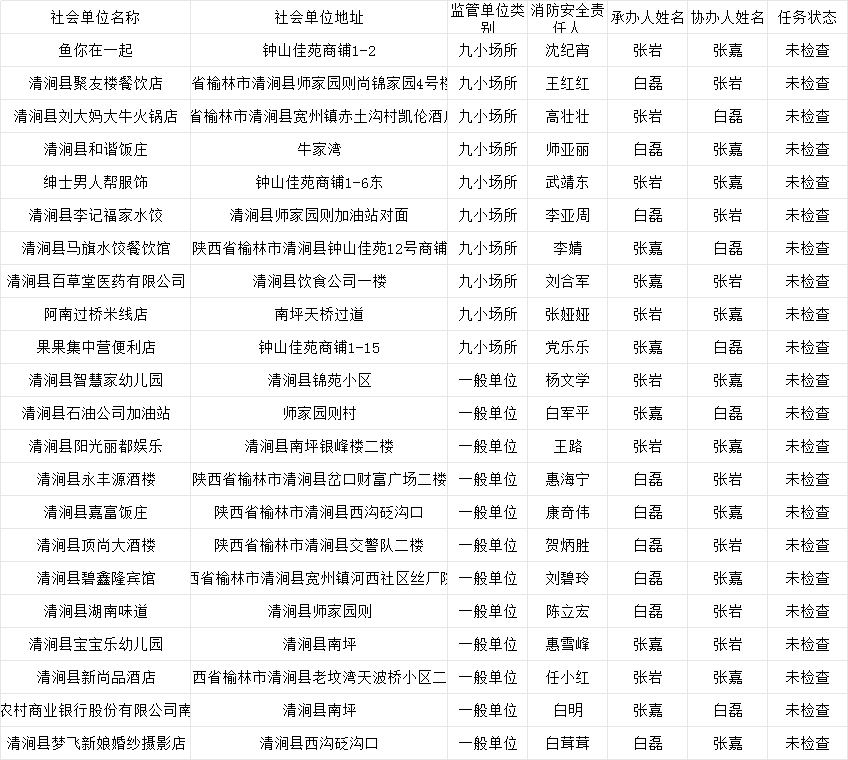 社会单位名称 社会单位地址 监管单位类别 消防安全责任人 承办人姓名 协办人姓名 任务状态
鱼你在一起 钟山佳苑商铺1-2 九小场所 沈纪宵 张岩 张嘉 未检查
清涧县聚友楼餐饮店 省榆林市清涧县师家园则尚锦家园4号楼 九小场所 王红红 白磊 张岩 未检查
清涧县刘大妈大牛火锅店 省榆林市清涧县宽州镇赤土沟村凯伦酒店 九小场所 高壮壮 张岩 白磊 未检查
清涧县和谐饭庄 牛家湾 九小场所 师亚丽 白磊 张嘉 未检查
绅士男人帮服饰 钟山佳苑商铺1-6东 九小场所 武靖东 张岩 张嘉 未检查
清涧县李记福家水饺 清涧县师家园则加油站对面 九小场所 李亚周 白磊 张岩 未检查
清涧县马旗水饺餐饮馆 陕西省榆林市清涧县钟山佳苑12号商铺 九小场所 李婧 张嘉 白磊 未检查
清涧县百草堂医药有限公司 清涧县饮食公司一楼 九小场所 刘合军 张嘉 张岩 未检查
阿南过桥米线店 南坪天桥过道 九小场所 张娅娅 张岩 张嘉 未检查
果果集中营便利店 钟山佳苑商铺1-15 九小场所 党乐乐 张嘉 白磊 未检查
清涧县智慧家幼儿园 清涧县锦苑小区 一般单位 杨文学 张岩 张嘉 未检查
清涧县石油公司加油站 师家园则村 一般单位 白军平 张嘉 白磊 未检查
清涧县阳光丽都娱乐 清涧县南坪银峰楼二楼 一般单位 王路 张岩 张嘉 未检查
清涧县永丰源酒楼 陕西省榆林市清涧县岔口财富广场二楼 一般单位 惠海宁 白磊 张岩 未检查
清涧县嘉富饭庄 陕西省榆林市清涧县西沟砭沟口 一般单位 康奇伟 白磊 张嘉 未检查
清涧县顶尚大酒楼 陕西省榆林市清涧县交警队二楼 一般单位 贺炳胜 白磊 张岩 未检查
清涧县碧鑫隆宾馆 西省榆林市清涧县宽州镇河西社区丝厂院 一般单位 刘碧玲 白磊 张嘉 未检查
清涧县湖南味道 清涧县师家园则 一般单位 陈立宏 白磊 张岩 未检查
清涧县宝宝乐幼儿园 清涧县南坪 一般单位 惠雪峰 张嘉 张岩 未检查
清涧县新尚品酒店 西省榆林市清涧县老坟湾天波桥小区二 一般单位 任小红 张岩 张嘉 未检查
农村商业银行股份有限公司南 清涧县南坪 一般单位 白明 张嘉 白磊 未检查
清涧县梦飞新娘婚纱摄影店 清涧县西沟砭沟口 一般单位 白茸茸 白磊 张嘉 未检查